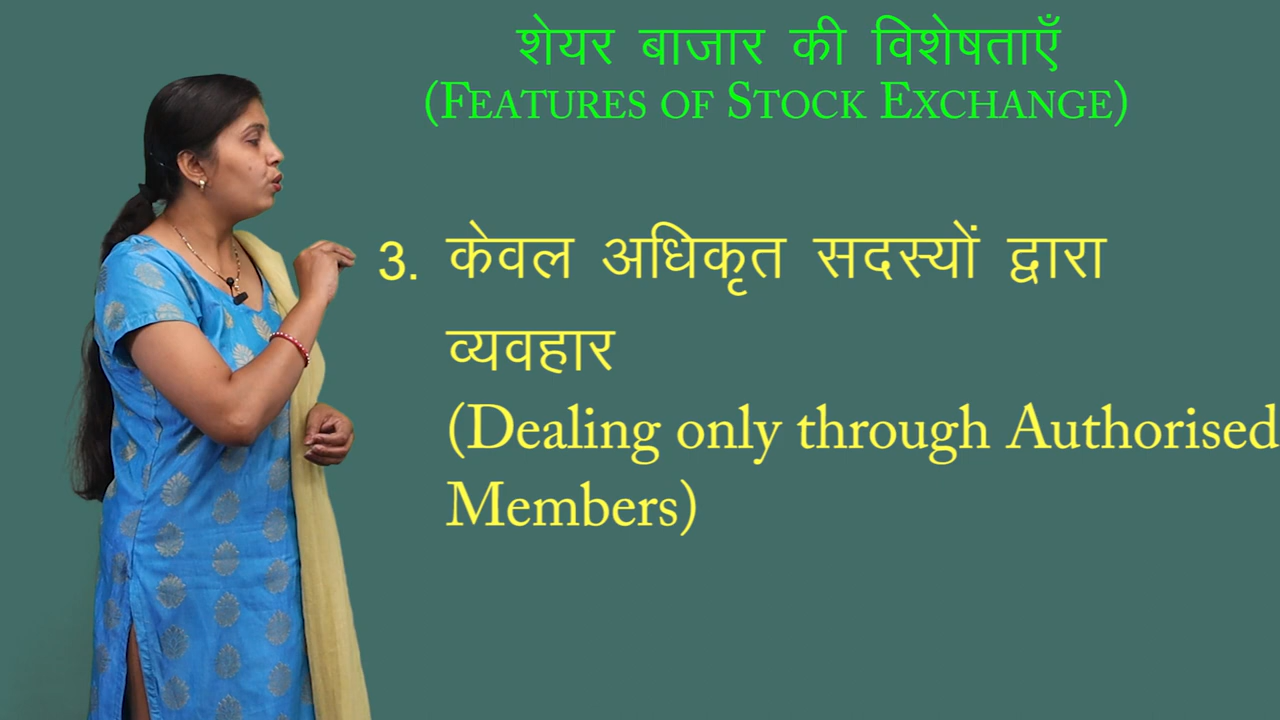 शेयर बाजार की विशेषताएँ
(FEATURES OF STOCK EXCHANGE)
3. केवल अधिकृत सदस्यों द्वारा
व्यवहार
(Dealing only through Authorised
Members)